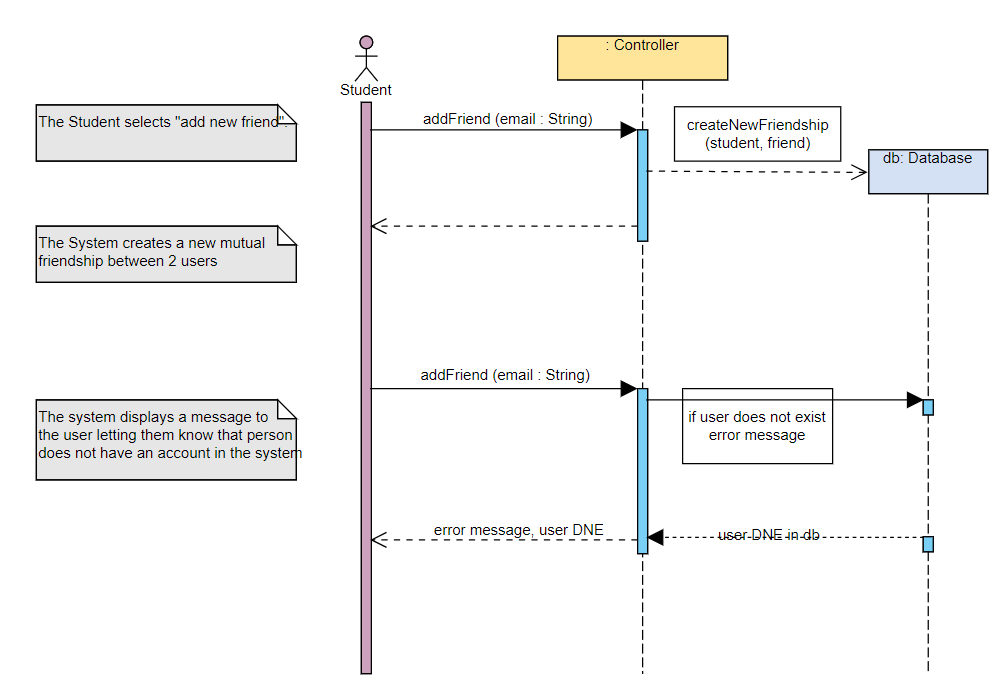 : Controller
Student
The Student selects "add new friend".
addFriend (email : String)
createNewFriendship
(student, friend)
db: Database
The System creates a new mutual
friendship between 2 users
addFriend (email : String)
The system displays a message to
the user letting them know that person
does not have an account in the system
if user does not exist
error message
error message, user DNE
user DNE in db